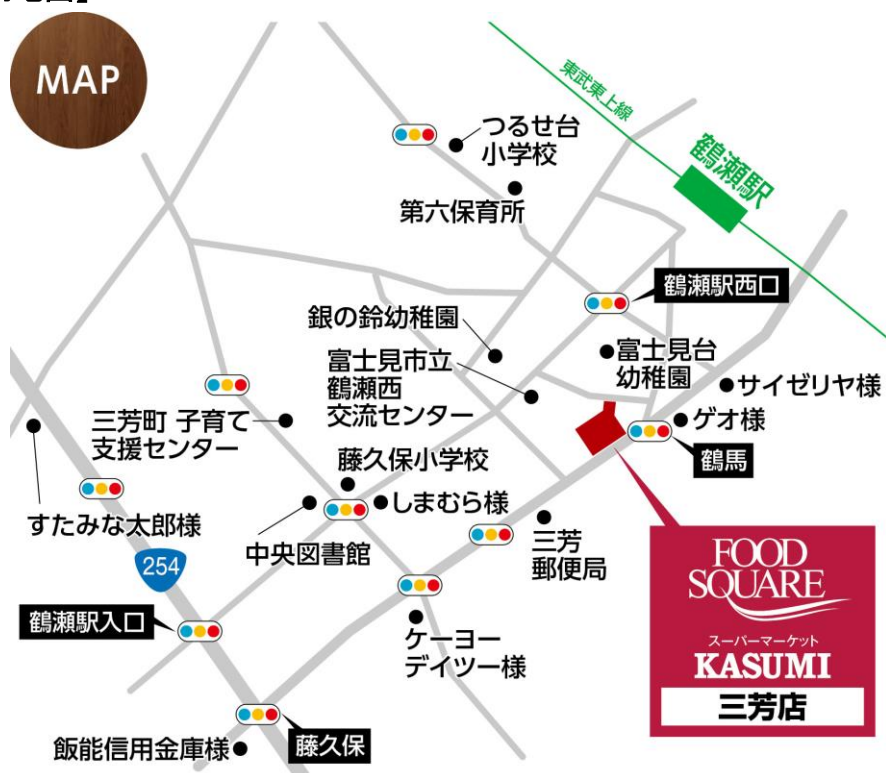 MAP
東武東上線
鶴瀬駅
つるせ台
小学校
第六保育所
鶴瀬駅西口
銀の鈴幼稚園
富士見台
幼稚園
富士見市立
鶴瀬西
交流センター
サイゼリヤ様
ゲオ様
三芳町 子育て
支援センター
鶴馬
藤久保小学校
しまむら様
すたみな太郎様
中央図書館
三芳
郵便局
254
FOOD
SQUARE
鶴瀬駅入口
ケーヨー
デイツー様
スーパーマーケット
KASUMI
三芳店
藤久保
飯能信用金庫様